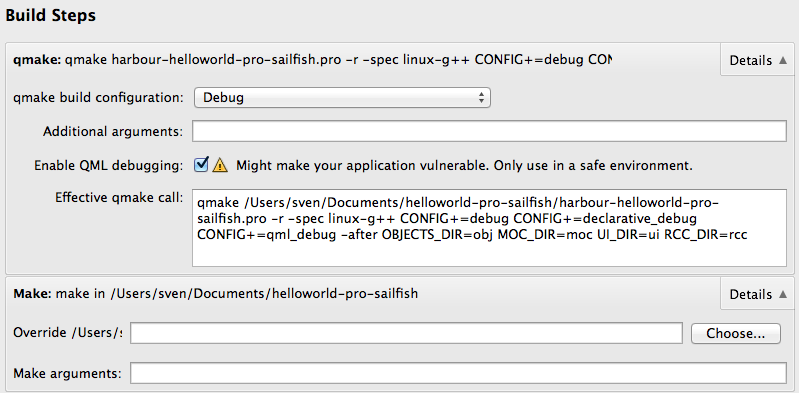 Build Steps
qmake: qmake harbour-helloworld-pro-sailfish.pro -r -spec linux-g++ CONFIG+=debug CON
Details
qmake build configuration: Debug
Additional arguments:
Enable QML debugging: Might make your application vulnerable. Only use in a safe environment.
Effective qmake call:
qmake /Users/sven/Documents/helloworld-pro-sailfish/harbour-helloworld-pro-
sailfish.pro -r -spec linux-g++ CONFIG+=debug CONFIG+=declarative_debug
CONFIG+=qml_debug -after OBJECTS_DIR=obj MOC_DIR=moc UI_DIR=ui RCC_DIR=rcc
Make: make in /Users/sven/Documents/helloworld-pro-sailfish
Details
Override /Users/s
Choose...
Make arguments: